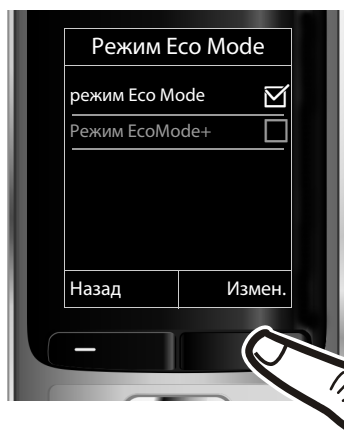 Режим Eco Mode
режим Eco Mode
Режим EcoMode+
Назад Измен.